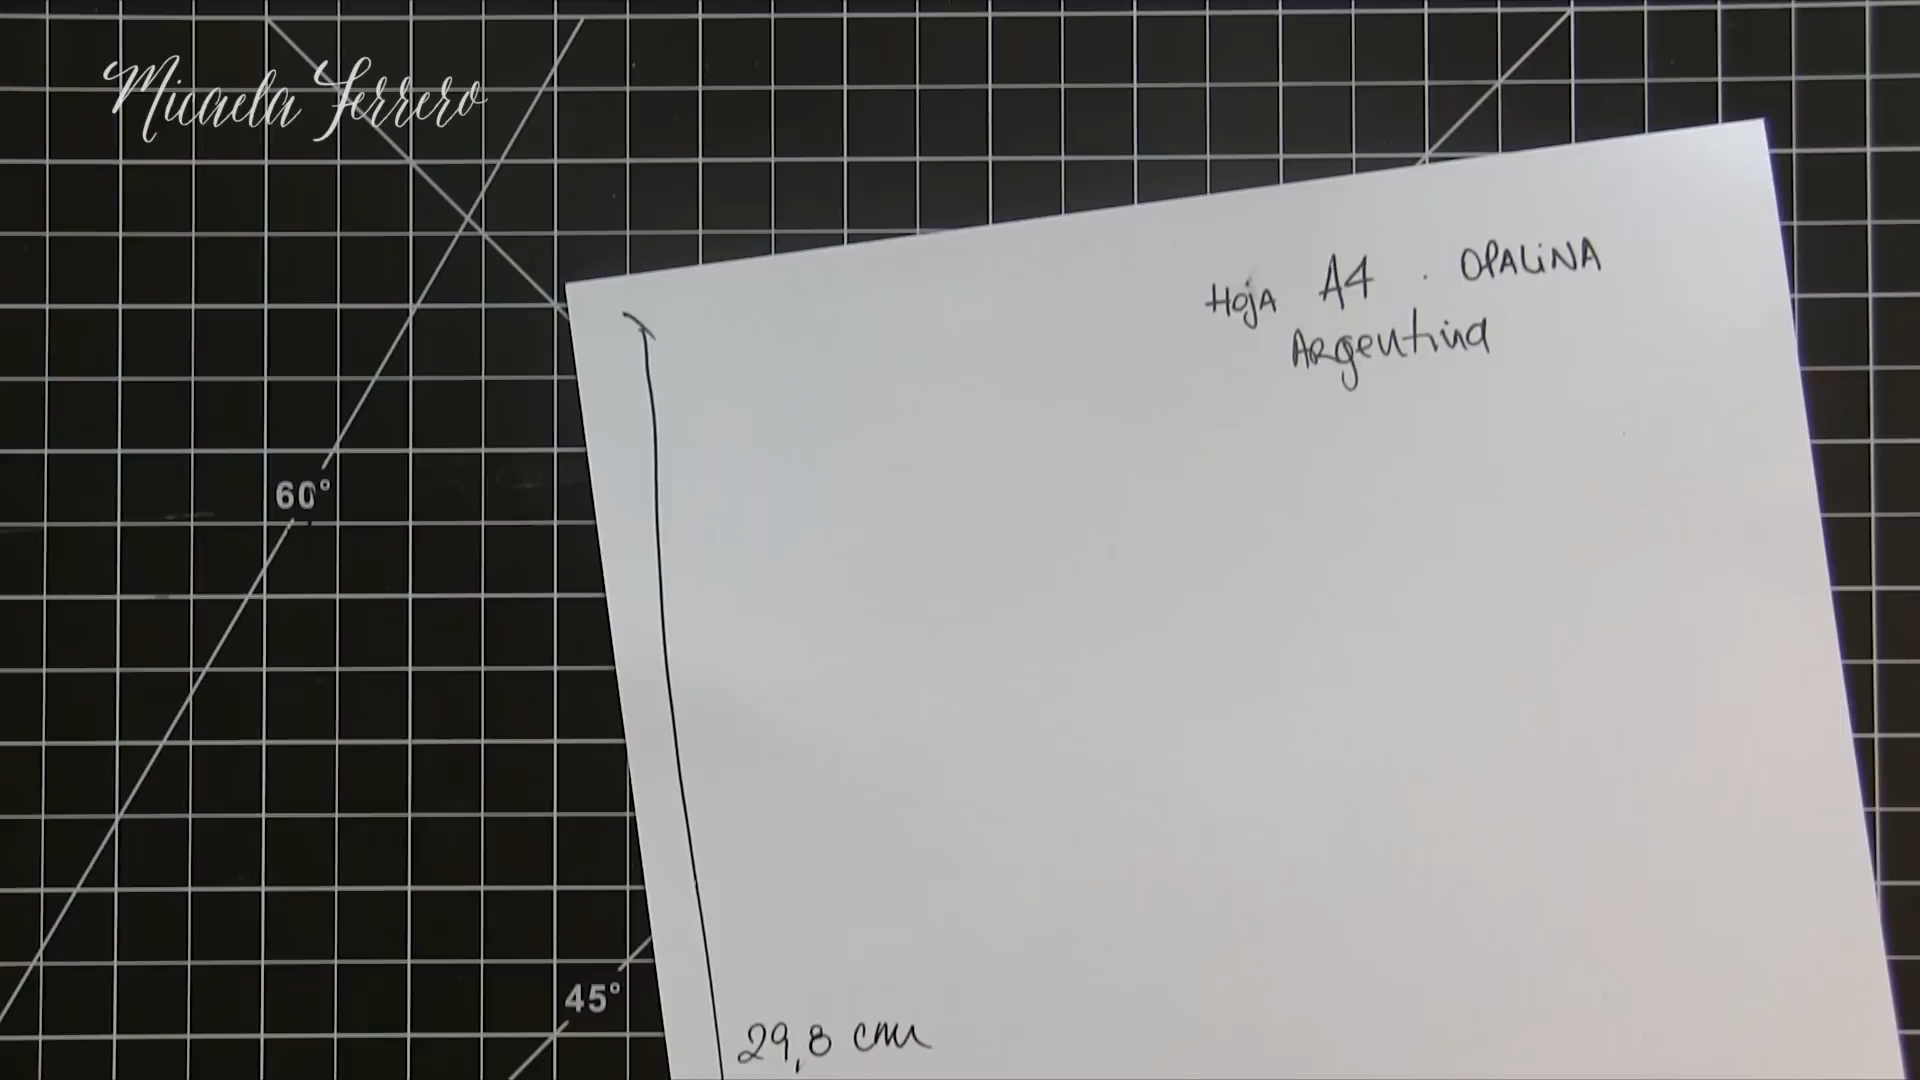 Micaela Ferrero
HOJA A4 . OPALINA
ARgentina
60°
45°
29,8 cm